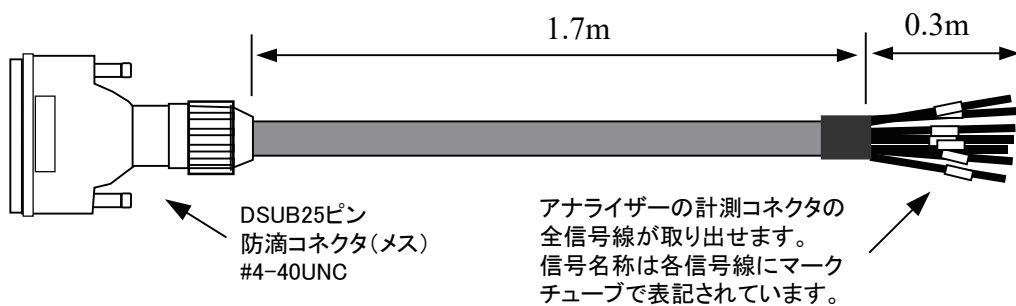 1.7m
0.3m
DSUB25ピン
防滴コネクタ(メス)
#4-40UNC
アナライザーの計測コネクタの
全信号線が取り出せます。
信号名称は各信号線にマーク
チューブで表記されています。